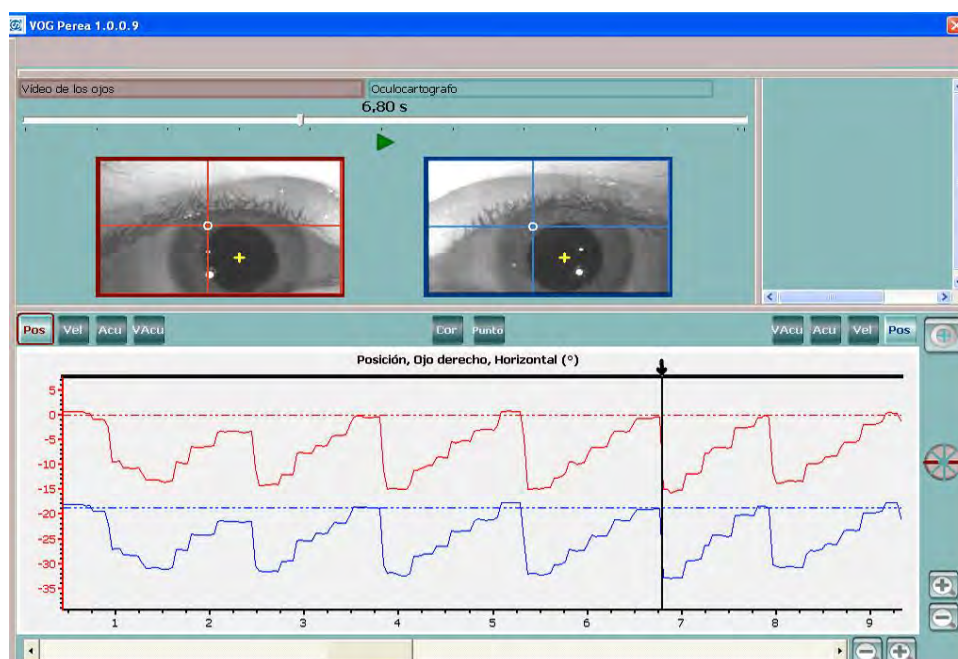 VOG Perea 1.0.0.9
Vídeo de los ojos
Oculocartografo
6,80 s
Pos Vel Acu VAcu Cor Punto VAcu Acu Vel Pos
Posición, Ojo derecho, Horizontal (°)
5
0
-5
-10
-15
-20
-25
-30
-35
1 2 3 4 5 6 7 8 9